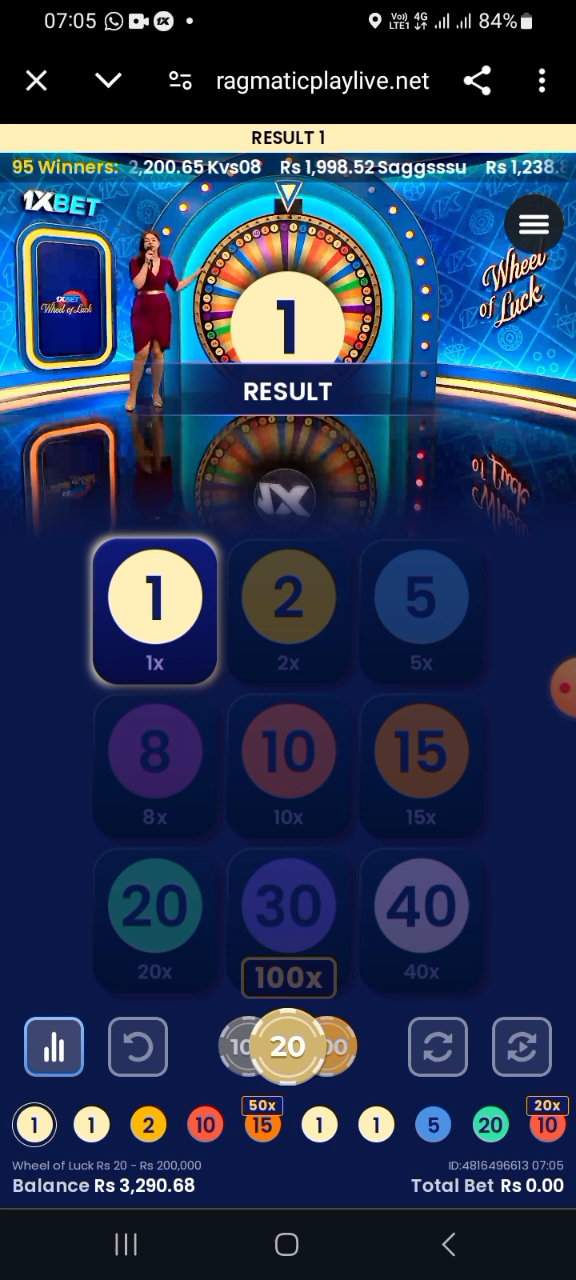 07:05
Vo)) LTE1 4G 84%
ragmaticplaylive.net
RESULT 1
95 Winners: 2,200.65 Kvs08 Rs 1,998.52 Saggsssu Rs 1,238.8
1XBET
1XBET
Wheel of Luck
Wheel
of Luck
1
RESULT
1X
1 2 5
1x 2x 5x
8 10 15
8x 10x 15x
20 30 40
20x 100x 40x
10 20 00
50x 20x
1 1 2 10 15 1 1 5 20 10
Wheel of Luck Rs 20 - Rs 200,000 ID:4816496613 07:05
Balance Rs 3,290.68 Total Bet Rs 0.00